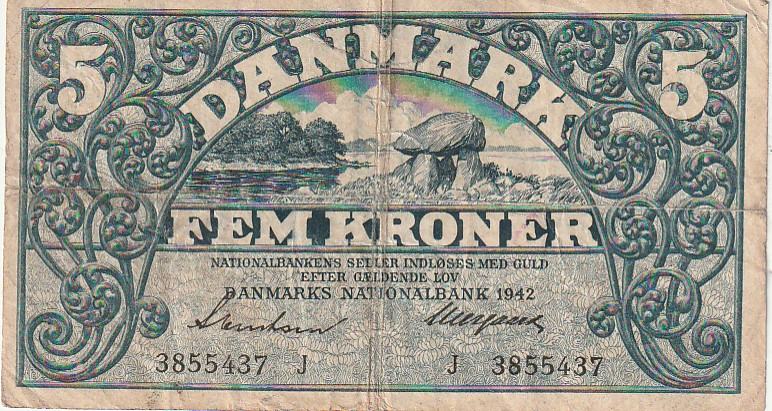 5 DANMARK 5
FEM KRONER
NATIONALBANKENS SEDLER INDLØSES MED GULD
EFTER GÆLDENDE LOV
DANMARKS NATIONALBANK 1942
3855437 J J 3855437